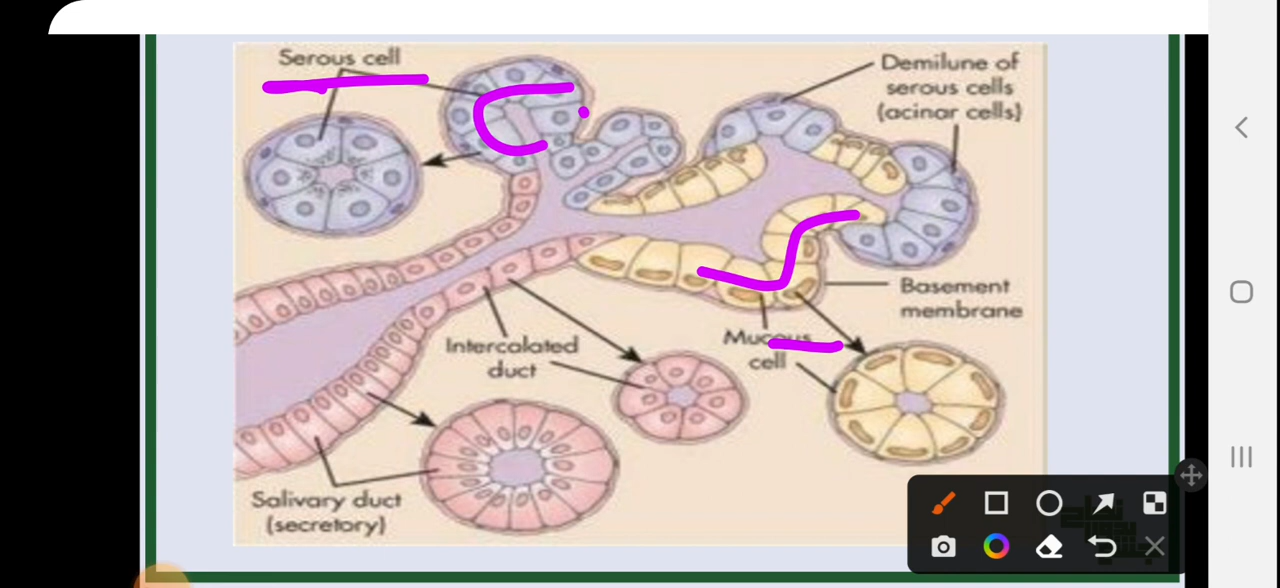 Serous cell
Demilune of
serous cells
(acinar cells)
Basement
membrane
Mucous
cell
Intercalated
duct
Salivary duct
(secretory)